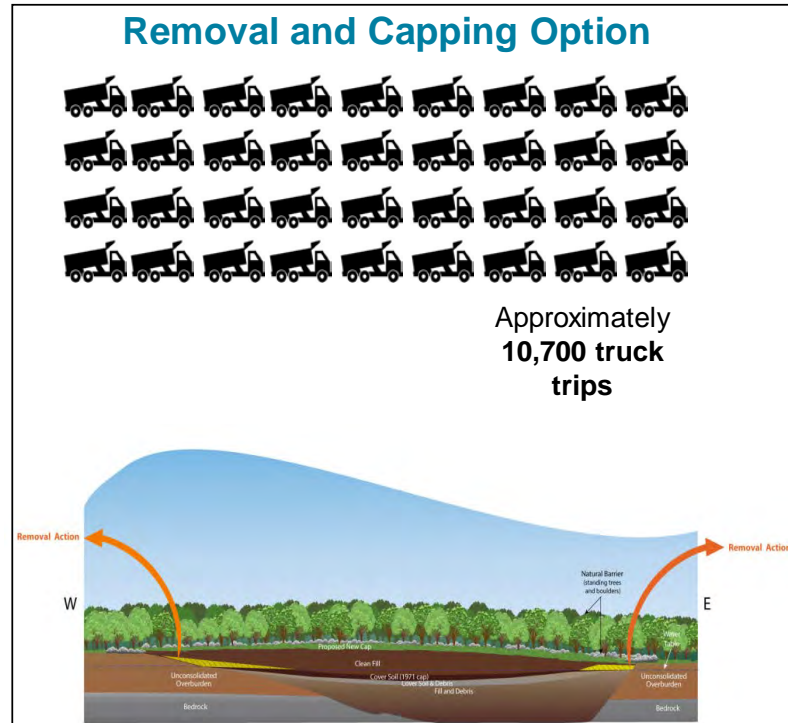 Removal and Capping Option
Approximately
10,700 truck
trips
Removal Action
Removal Action
Natural Barrier
(standing trees
and boulders)
W
E
Water
Table
Proposed New Cap
Clean Fill
Cover Soil (1971 cap)
Cover Soil & Debris
Fill and Debris
Unconsolidated
Overburden
Unconsolidated
Overburden
Bedrock
Bedrock